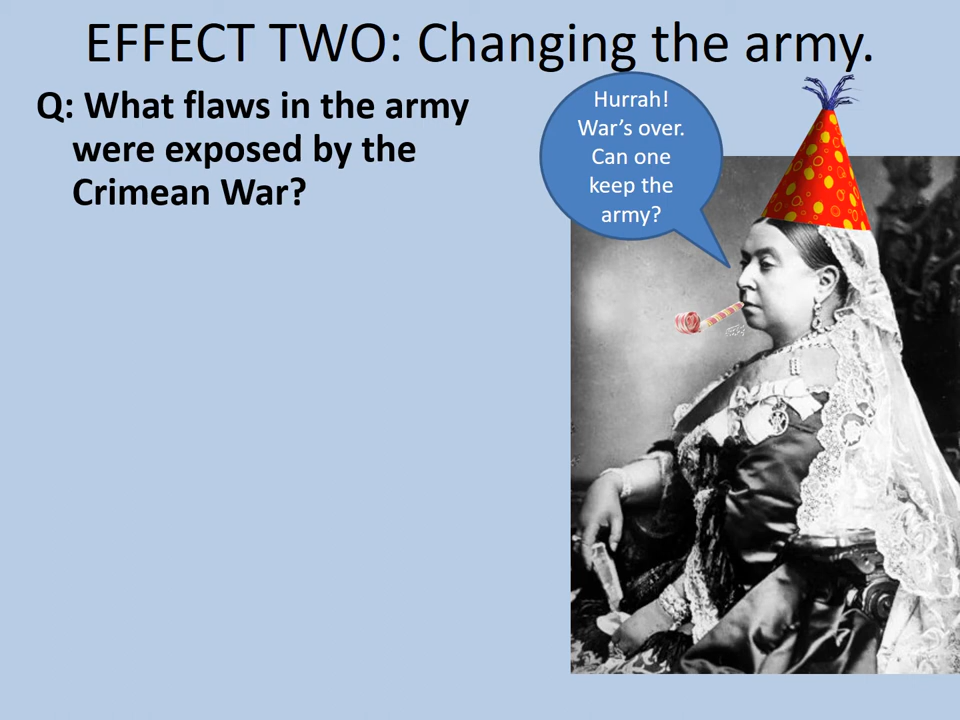 EFFECT TWO: Changing the army.
Q: What flaws in the army
were exposed by the
Crimean War?
Hurrah!
War's over.
Can one
keep the
army?